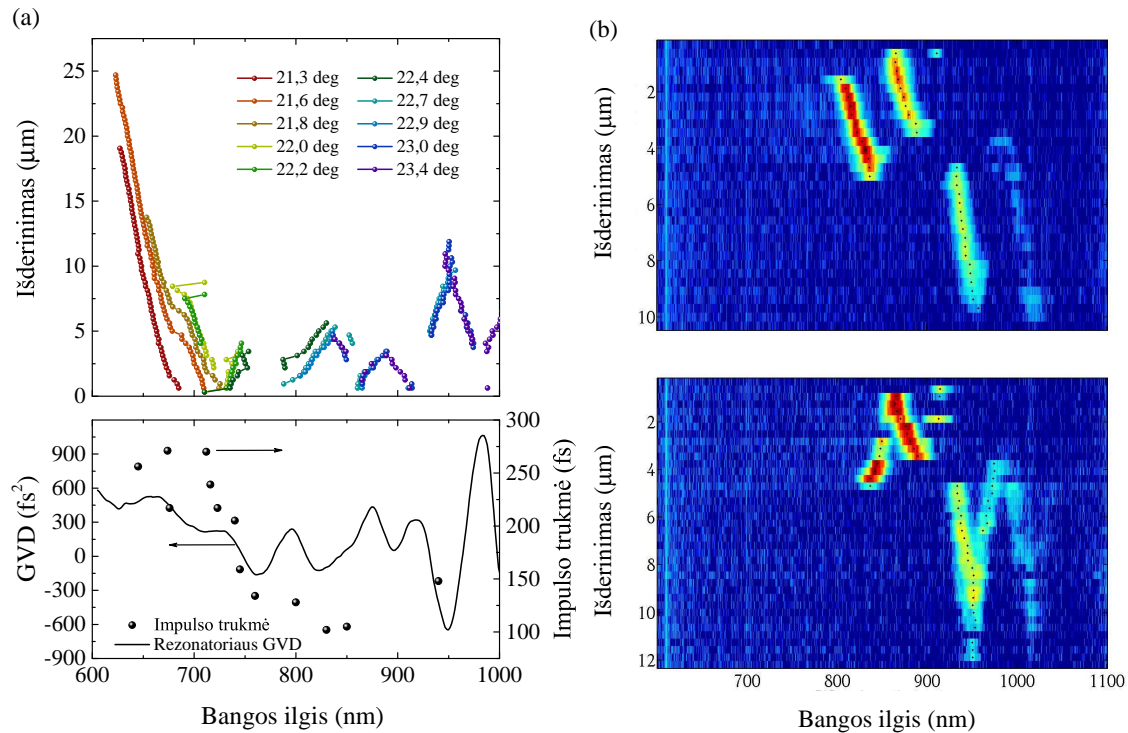 (a)
(b)
25
20
15
10
5
0
Išderinimas (µm)
21,3 deg
21,6 deg
21,8 deg
22,0 deg
22,2 deg
22,4 deg
22,7 deg
22,9 deg
23,0 deg
23,4 deg
900
600
300
0
-300
-600
-900
GVD (fs²)
300
250
200
150
100
Impulso trukmė (fs)
Impulso trukmė
Rezonatoriaus GVD
600
700
800
900
1000
Bangos ilgis (nm)
Išderinimas (µm)
2
4
6
8
10
Išderinimas (µm)
2
4
6
8
10
12
700
800
900
1000
1100
Bangos ilgis (nm)